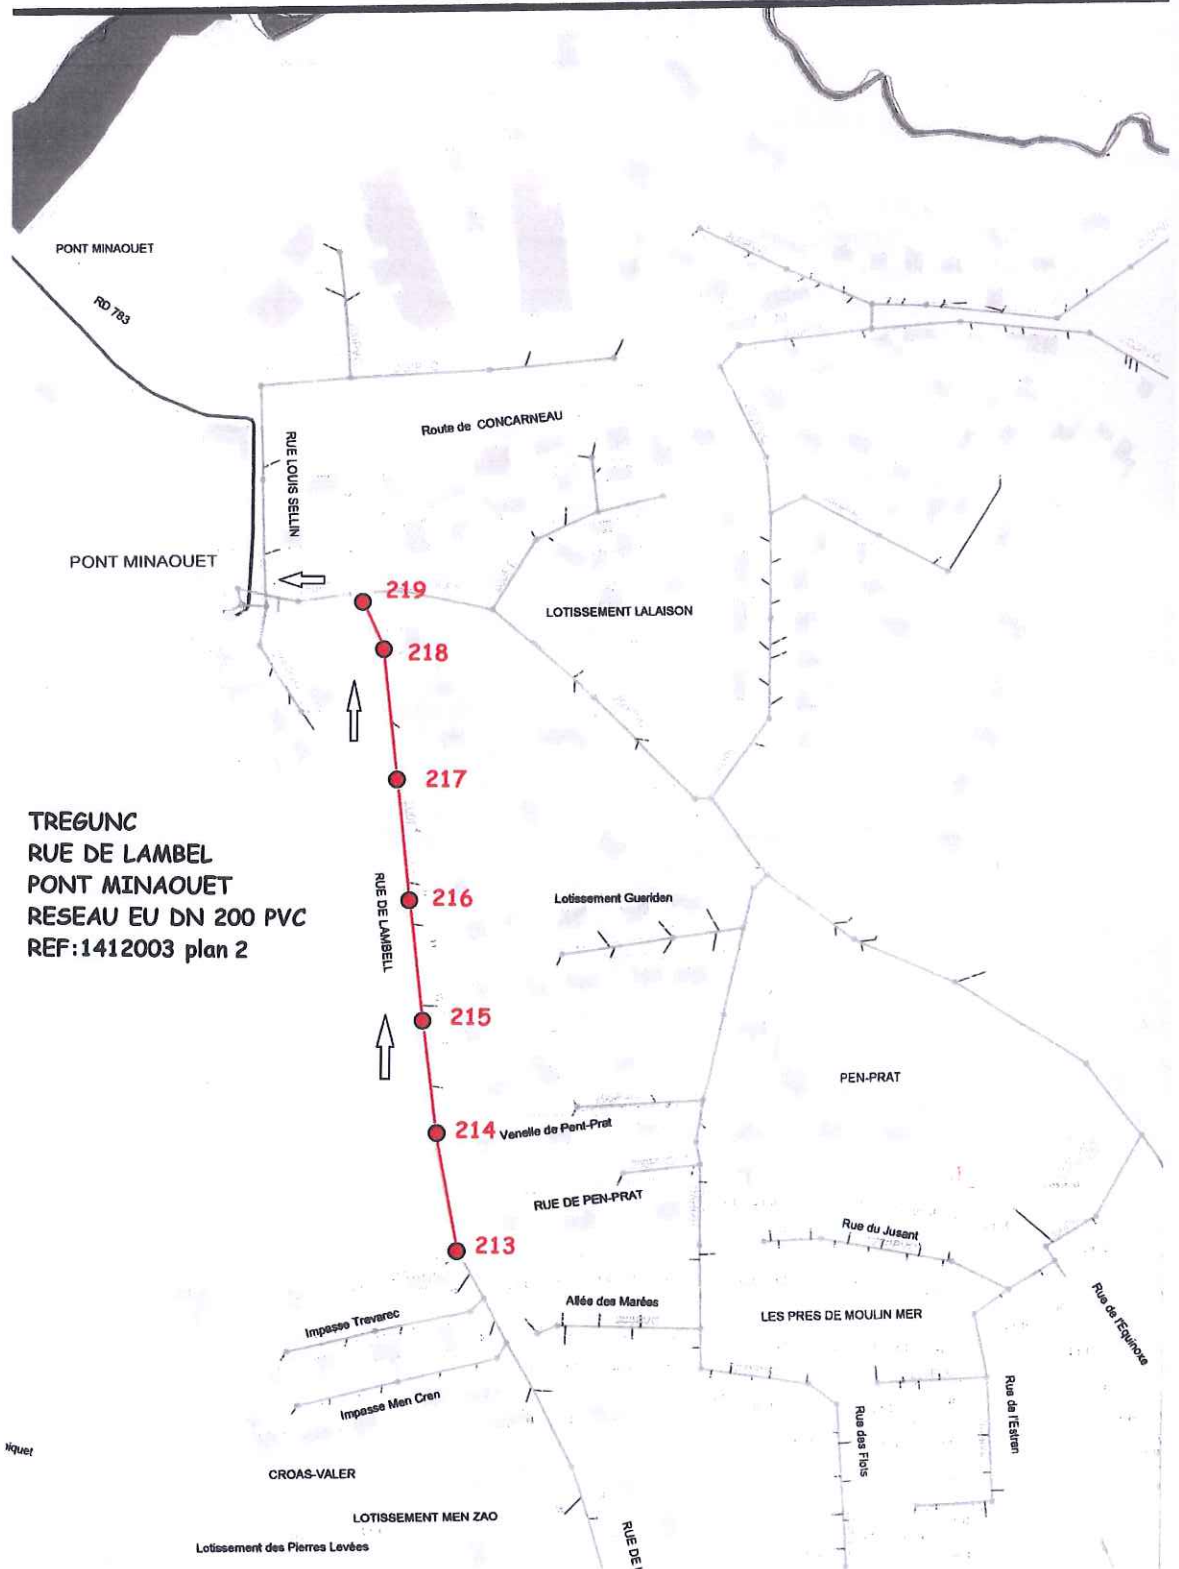 PONT MINAOUET
RD 783
Route de CONCARNEAU
RUE LOUIS SELLIN
PONT MINAOUET
219
LOTISSEMENT LALAISON
218
217
TREGUNC
RUE DE LAMBEL
PONT MINAOUET
RESEAU EU DN 200 PVC
REF:1412003 plan 2
216
RUE DE LAMBELL
Lotissement Gueriden
215
PEN-PRAT
214
Venelle de Pent-Prat
RUE DE PEN-PRAT
213
Rue du Jusant
Allée des Marées
LES PRES DE MOULIN MER
Rue de l'Equinoxe
Impasse Trevarec
Impasse Men Cren
Rue de l'Estran
Rue des Flots
niquet
CROAS-VALER
LOTISSEMENT MEN ZAO
Lotissement des Pierres Levées
RUE DE